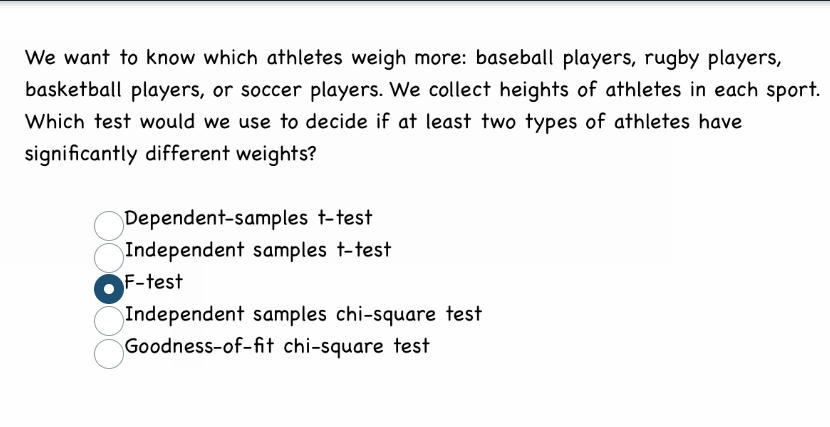 We want to know which athletes weigh more: baseball players, rugby players,
basketball players, or soccer players. We collect heights of athletes in each sport.
Which test would we use to decide if at least two types of athletes have
significantly different weights?
Dependent-samples t-test
Independent samples t-test
F-test
Independent samples chi-square test
Goodness-of-fit chi-square test